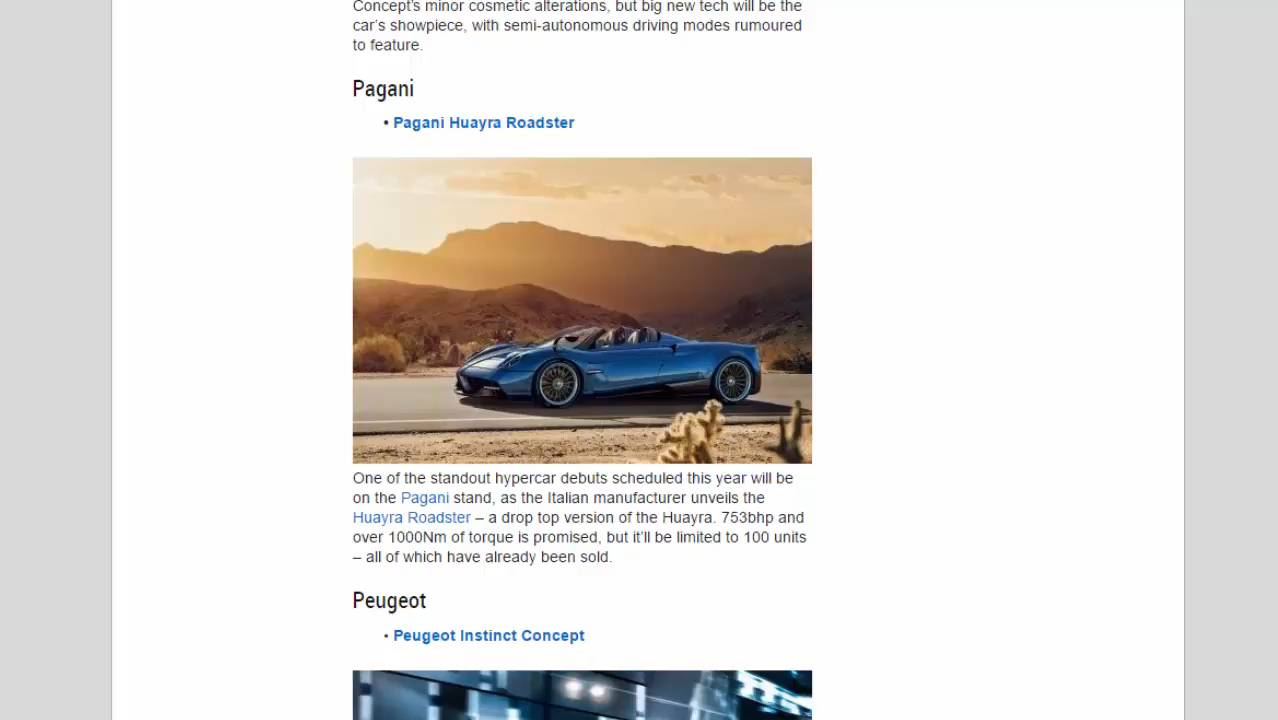 Concept's minor cosmetic alterations, but big new tech will be the
car's showpiece, with semi-autonomous driving modes rumoured
to feature.
Pagani
• Pagani Huayra Roadster
One of the standout hypercar debuts scheduled this year will be
on the Pagani stand, as the Italian manufacturer unveils the
Huayra Roadster – a drop top version of the Huayra. 753bhp and
over 1000Nm of torque is promised, but it'll be limited to 100 units
– all of which have already been sold.
Peugeot
• Peugeot Instinct Concept